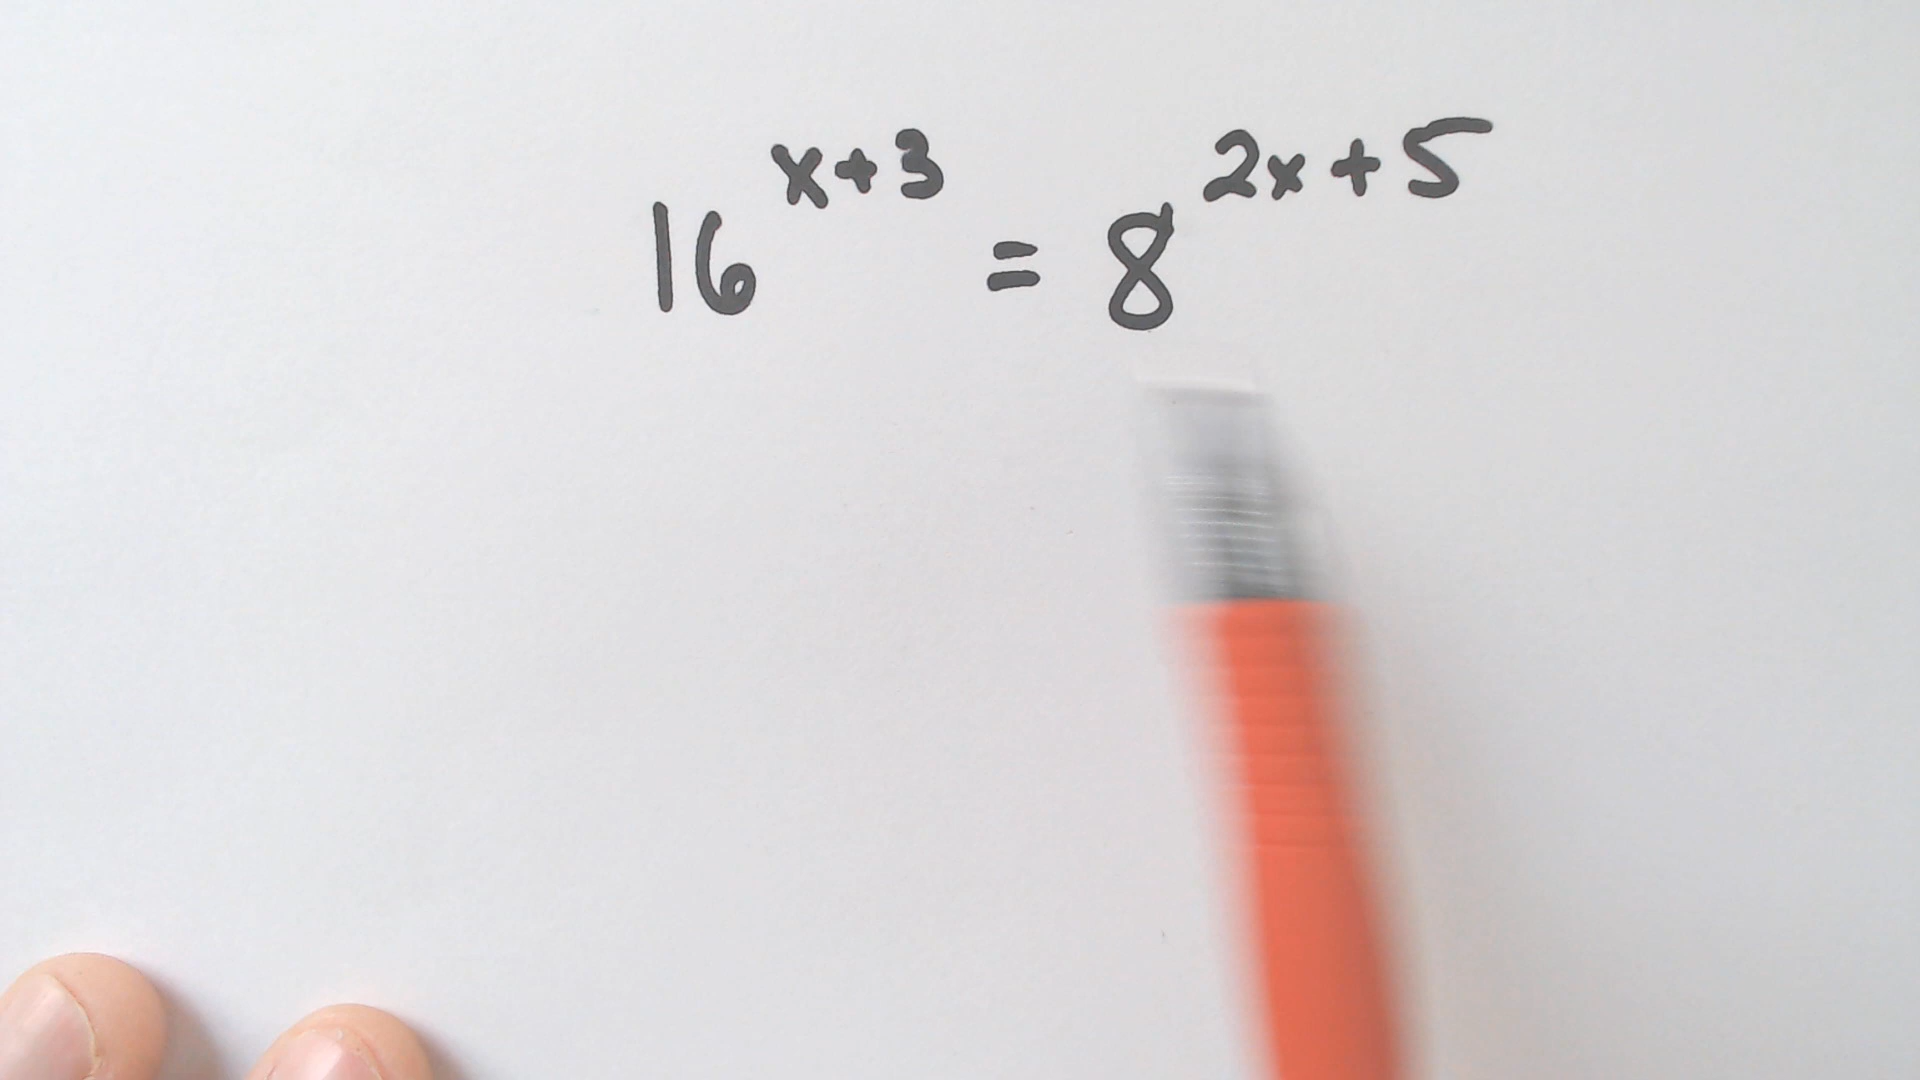 16^{x+3} = 8^{2x+5}